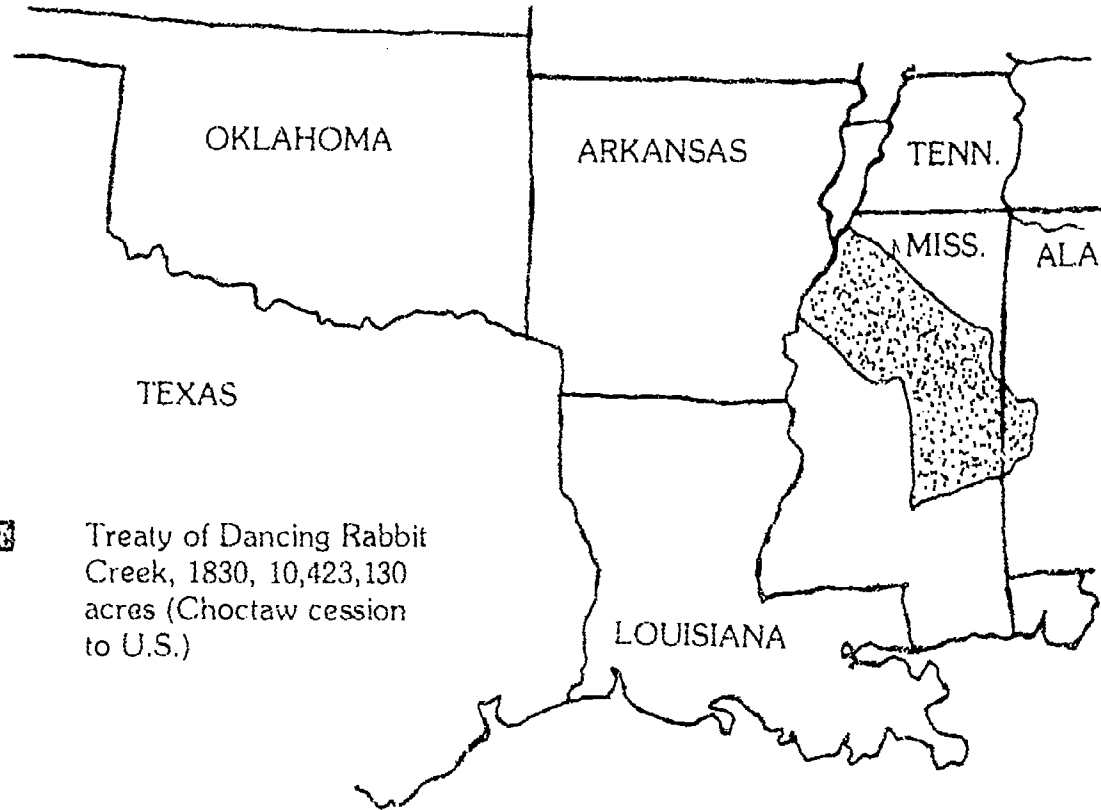 OKLAHOMA
ARKANSAS
TENN.
MISS.
ALA
TEXAS
Treaty of Dancing Rabbit
Creek, 1830, 10,423,130
acres (Choctaw cession
to U.S.)
LOUISIANA